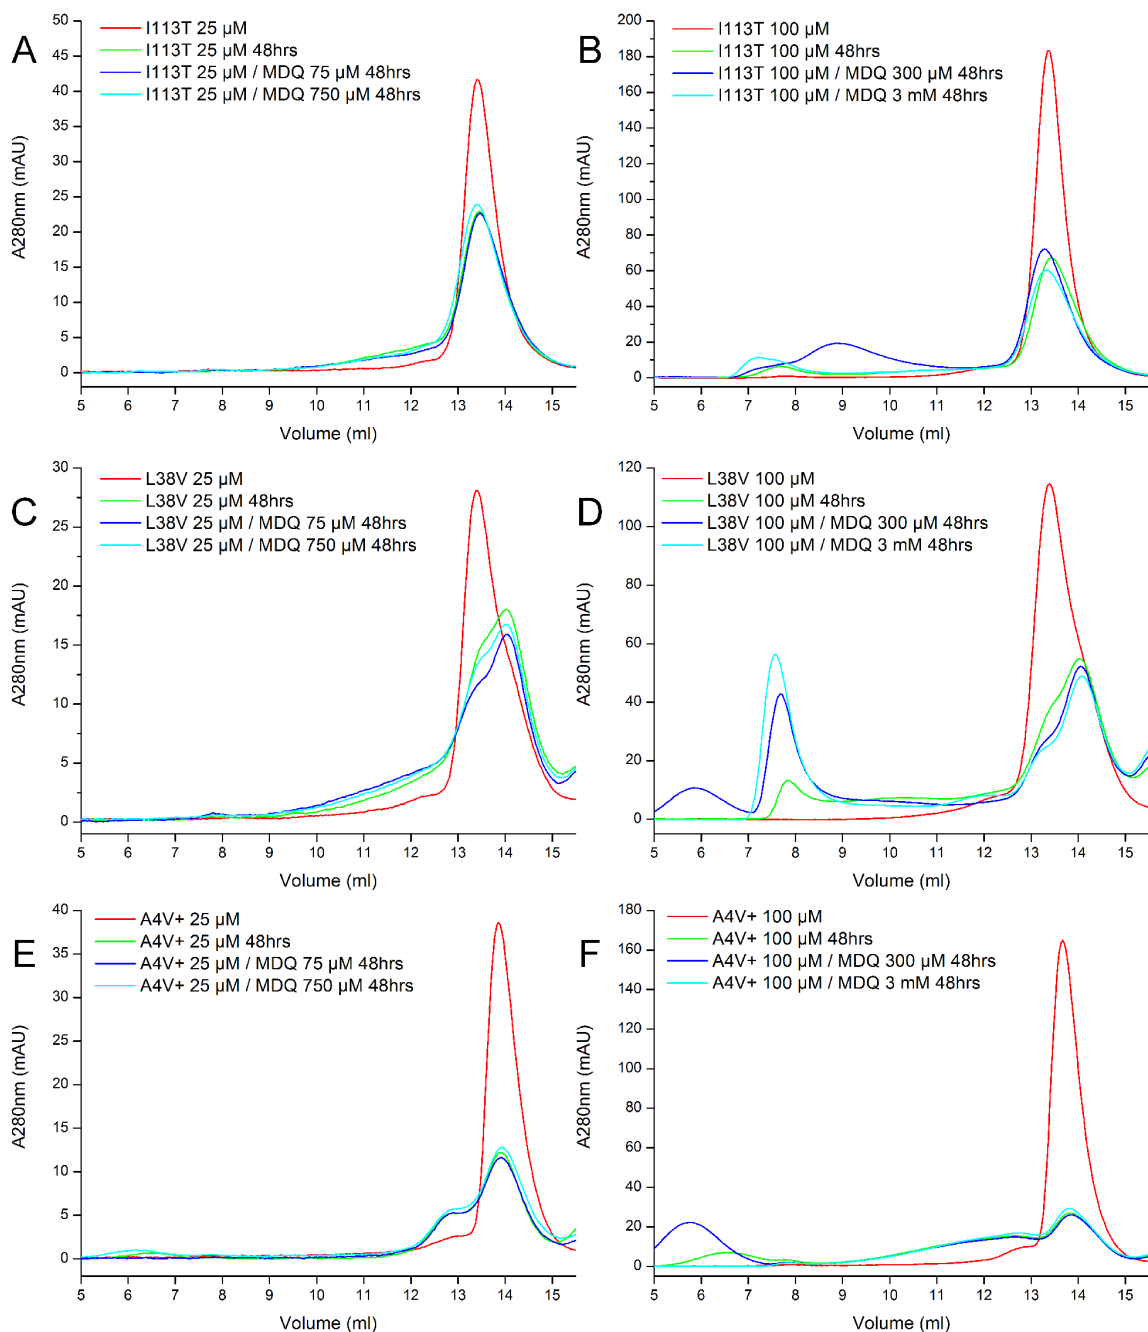 A
I113T 25 µM
I113T 25 µM 48hrs
I113T 25 µM / MDQ 75 µM 48hrs
I113T 25 µM / MDQ 750 µM 48hrs
A280nm (mAU)
50
45
40
35
30
25
20
15
10
5
0
5 6 7 8 9 10 11 12 13 14 15
Volume (ml)
B
I113T 100 µM
I113T 100 µM 48hrs
I113T 100 µM / MDQ 300 µM 48hrs
I113T 100 µM / MDQ 3 mM 48hrs
A280nm (mAU)
200
180
160
140
120
100
80
60
40
20
0
5 6 7 8 9 10 11 12 13 14 15
Volume (ml)
C
L38V 25 µM
L38V 25 µM 48hrs
L38V 25 µM / MDQ 75 µM 48hrs
L38V 25 µM / MDQ 750 µM 48hrs
A280nm (mAU)
30
25
20
15
10
5
0
5 6 7 8 9 10 11 12 13 14 15
Volume (ml)
D
L38V 100 µM
L38V 100 µM 48hrs
L38V 100 µM / MDQ 300 µM 48hrs
L38V 100 µM / MDQ 3 mM 48hrs
A280nm (mAU)
120
100
80
60
40
20
0
5 6 7 8 9 10 11 12 13 14 15
Volume (ml)
E
A4V+ 25 µM
A4V+ 25 µM 48hrs
A4V+ 25 µM / MDQ 75 µM 48hrs
A4V+ 25 µM / MDQ 750 µM 48hrs
A280nm (mAU)
40
35
30
25
20
15
10
5
0
5 6 7 8 9 10 11 12 13 14 15
Volume (ml)
F
A4V+ 100 µM
A4V+ 100 µM 48hrs
A4V+ 100 µM / MDQ 300 µM 48hrs
A4V+ 100 µM / MDQ 3 mM 48hrs
A280nm (mAU)
180
160
140
120
100
80
60
40
20
0
5 6 7 8 9 10 11 12 13 14 15
Volume (ml)